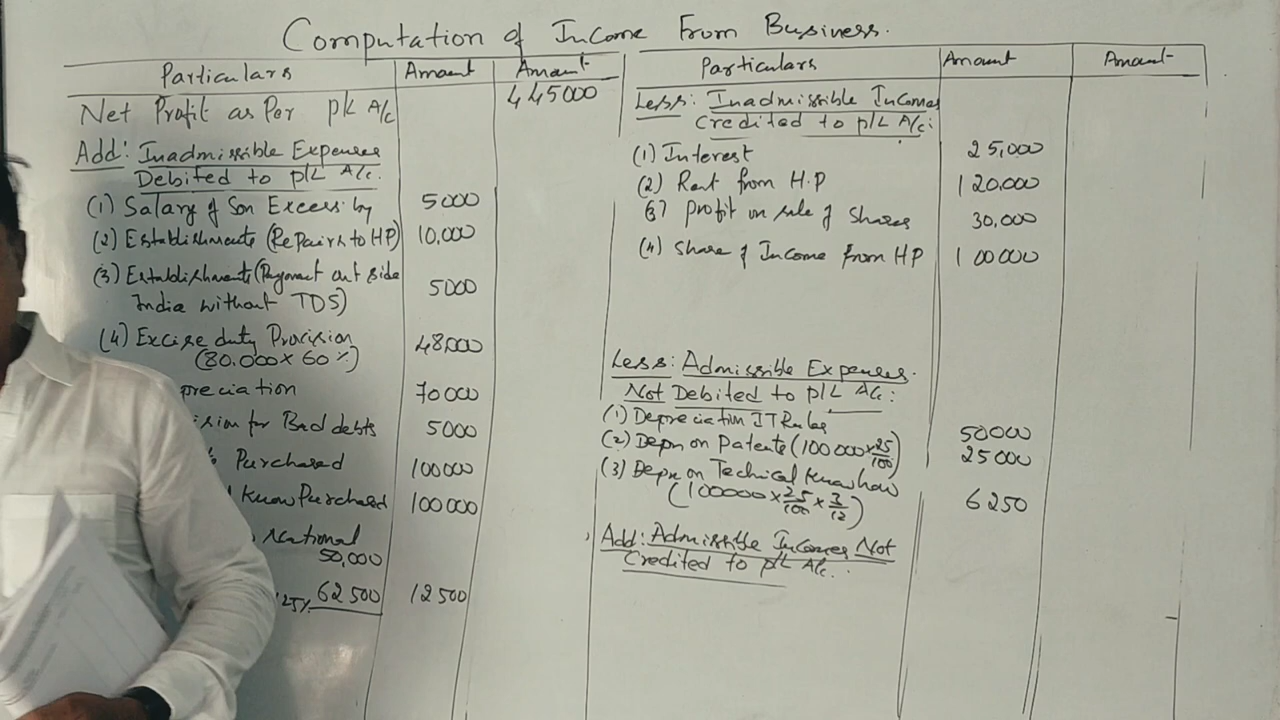 Computation of Income From Business.
Particulars Amount Amount
Net Profit as Per P/L A/c 445000
Add: Inadmissible Expenses
Debited to P/L A/c.
(1) Salary of Son Excess by 5000
(2) Establishments (Repairs to HP) 10,000
(3) Establishments (Payment out side
India without TDS) 5000
(4) Excise duty Provision
(80.000 x 60%) 48,000
preciation 70000
ision for Bad debts 5000
Purchased 100000
Know Purchased 100000
National
50,000
125% 62500 12500
Particulars Amount Amount
Less: Inadmissible Incomes
Credited to P/L A/c:
(1) Interest 25,000
(2) Rent from H.P 120.000
(3) Profit on sale of Shares 30,000
(4) Share of Income from HP 100000
Less: Admissible Expenses.
Not Debited to P/L A/c:
(1) Depreciation IT Rules 50000
(2) Depn on Patents (100000 x 25/100) 25000
(3) Depn on Technical Know how
(100000 x 25/100 x 3/12) 6250
Add: Admissible Incomes Not
Credited to P/L A/c.